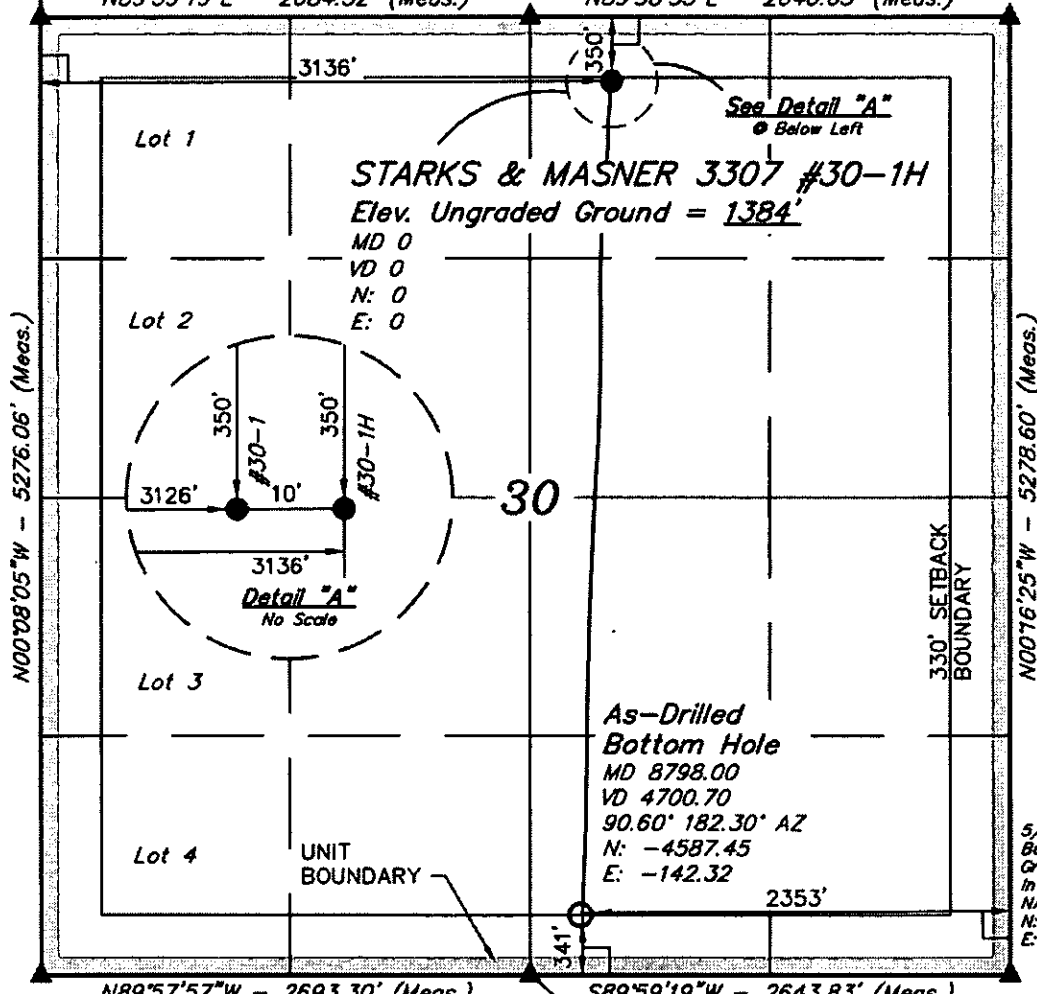 2640.65' (Meas.)
3136'
350'
See Detail "A"
@ Below Left
Lot 1
STARKS & MASNER 3307 #30-1H
Elev. Ungraded Ground = 1384'
MD 0
VD 0
N: 0
E: 0
Lot 2
N00°08'05"W - 5276.06' (Meas.)
N00°16'25"W - 5278.60' (Meas.)
350'
#30-1
350'
#30-1H
3126'
10'
3136'
Detail "A"
No Scale
30
330' SETBACK
BOUNDARY
Lot 3
As-Drilled
Bottom Hole
MD 8798.00
VD 4700.70
90.60° 182.30° AZ
N: -4587.45
E: -142.32
Lot 4
UNIT
BOUNDARY
2353'
341'
In
N:
E:
N89°57'57"W - 2693.30' (Meas.)
S89°59'19"W - 2643.83' (Meas.)